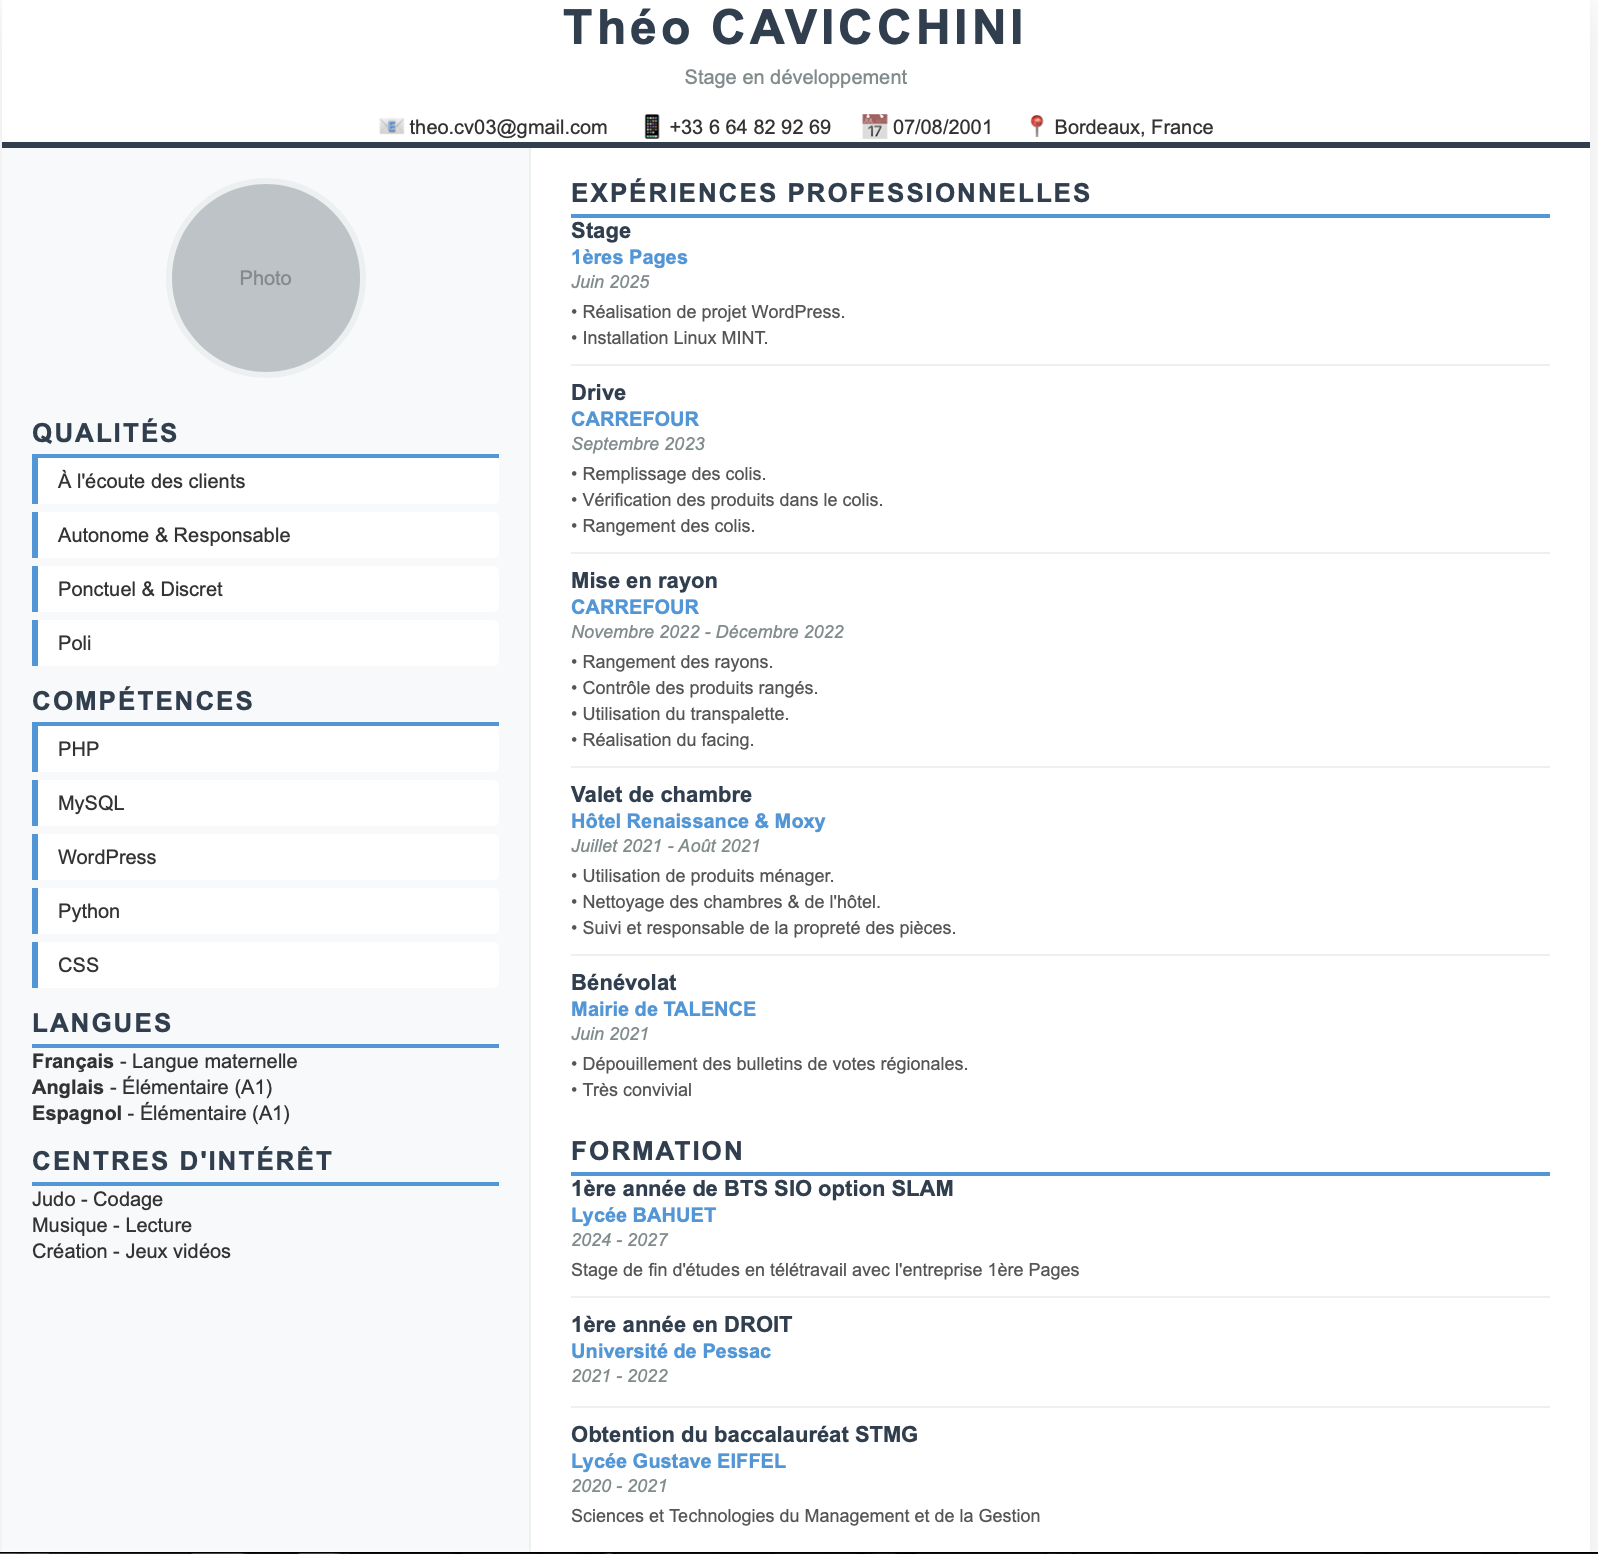 Théo CAVICCHINI
Stage en développement
📧 theo.cv03@gmail.com 📱 +33 6 64 82 92 69 📅 07/08/2001 📍 Bordeaux, France
Photo
QUALITÉS
À l'écoute des clients
Autonome & Responsable
Ponctuel & Discret
Poli
COMPÉTENCES
PHP
MySQL
WordPress
Python
CSS
LANGUES
Français - Langue maternelle
Anglais - Élémentaire (A1)
Espagnol - Élémentaire (A1)
CENTRES D'INTÉRÊT
Judo - Codage
Musique - Lecture
Création - Jeux vidéos
EXPÉRIENCES PROFESSIONNELLES
Stage
1ères Pages
Juin 2025
• Réalisation de projet WordPress.
• Installation Linux MINT.
Drive
CARREFOUR
Septembre 2023
• Remplissage des colis.
• Vérification des produits dans le colis.
• Rangement des colis.
Mise en rayon
CARREFOUR
Novembre 2022 - Décembre 2022
• Rangement des rayons.
• Contrôle des produits rangés.
• Utilisation du transpalette.
• Réalisation du facing.
Valet de chambre
Hôtel Renaissance & Moxy
Juillet 2021 - Août 2021
• Utilisation de produits ménager.
• Nettoyage des chambres & de l'hôtel.
• Suivi et responsable de la propreté des pièces.
Bénévolat
Mairie de TALENCE
Juin 2021
• Dépouillement des bulletins de votes régionales.
• Très convivial
FORMATION
1ère année de BTS SIO option SLAM
Lycée BAHUET
2024 - 2027
Stage de fin d'études en télétravail avec l'entreprise 1ère Pages
1ère année en DROIT
Université de Pessac
2021 - 2022
Obtention du baccalauréat STMG
Lycée Gustave EIFFEL
2020 - 2021
Sciences et Technologies du Management et de la Gestion